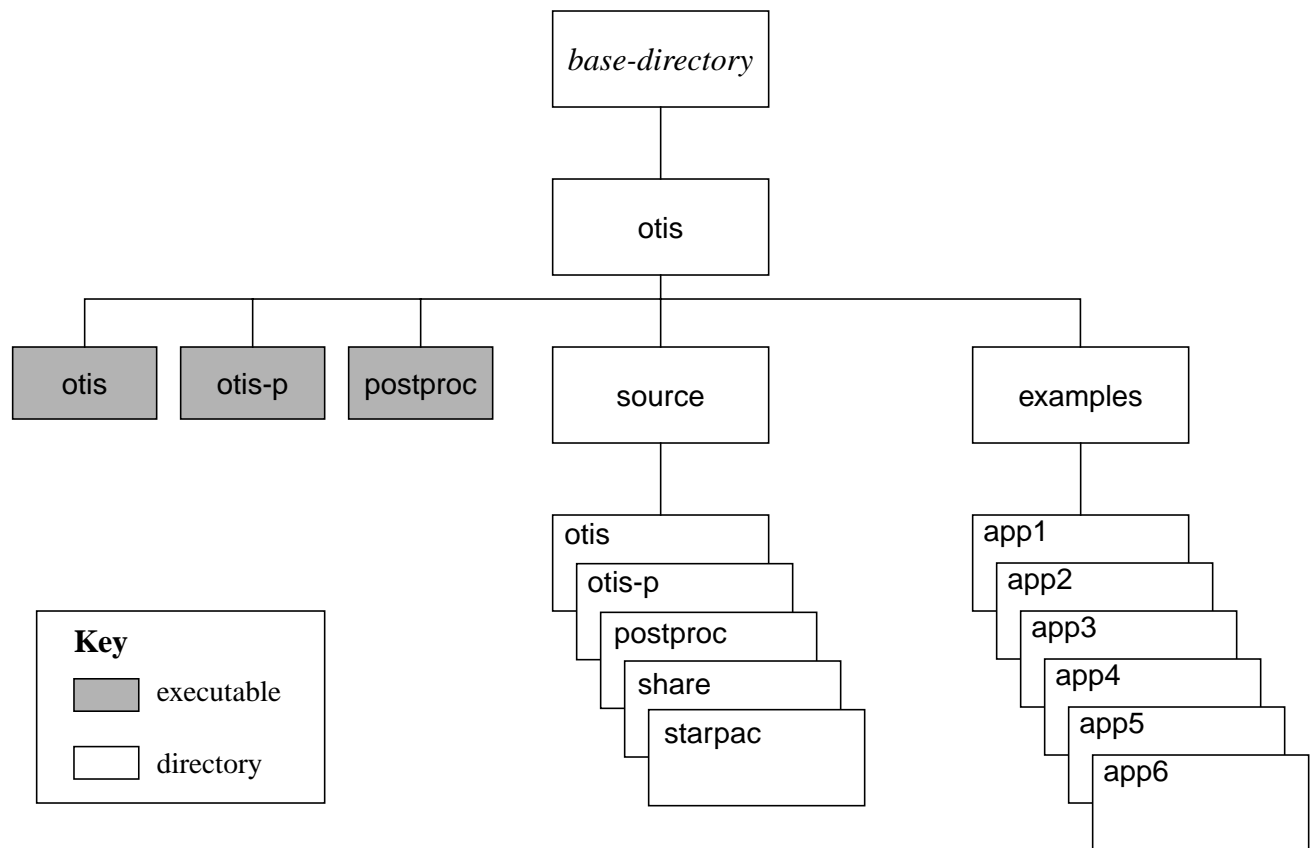 base-directory
otis
otis
otis-p
postproc
source
examples
otis
otis-p
postproc
share
starpac
app1
app2
app3
app4
app5
app6
Key
executable
directory